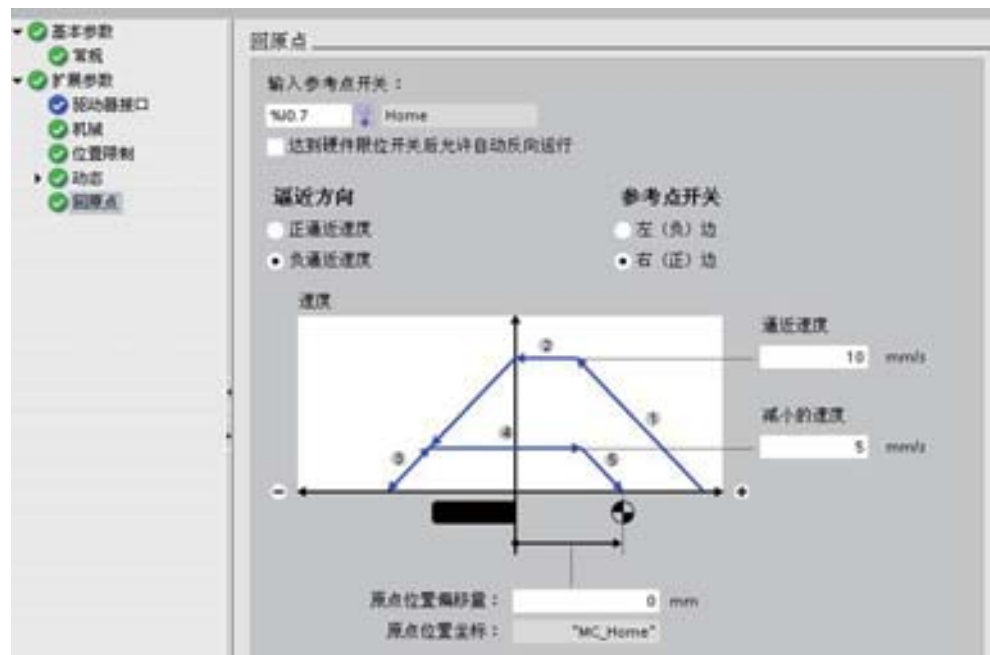 基本参数
常规
扩展参数
驱动器接口
机械
位置限制
动态
回原点
回原点
输入参考点开关：
%I0.7 Home
达到硬件限位开关后允许自动反向运行
逼近方向
正逼近速度
负逼近速度
参考点开关
左（负）边
右（正）边
速度
②
①
④
③
⑤
−
+
逼近速度
10 mm/s
减小的速度
5 mm/s
原点位置偏移量： 0 mm
原点位置坐标： "MC_Home"